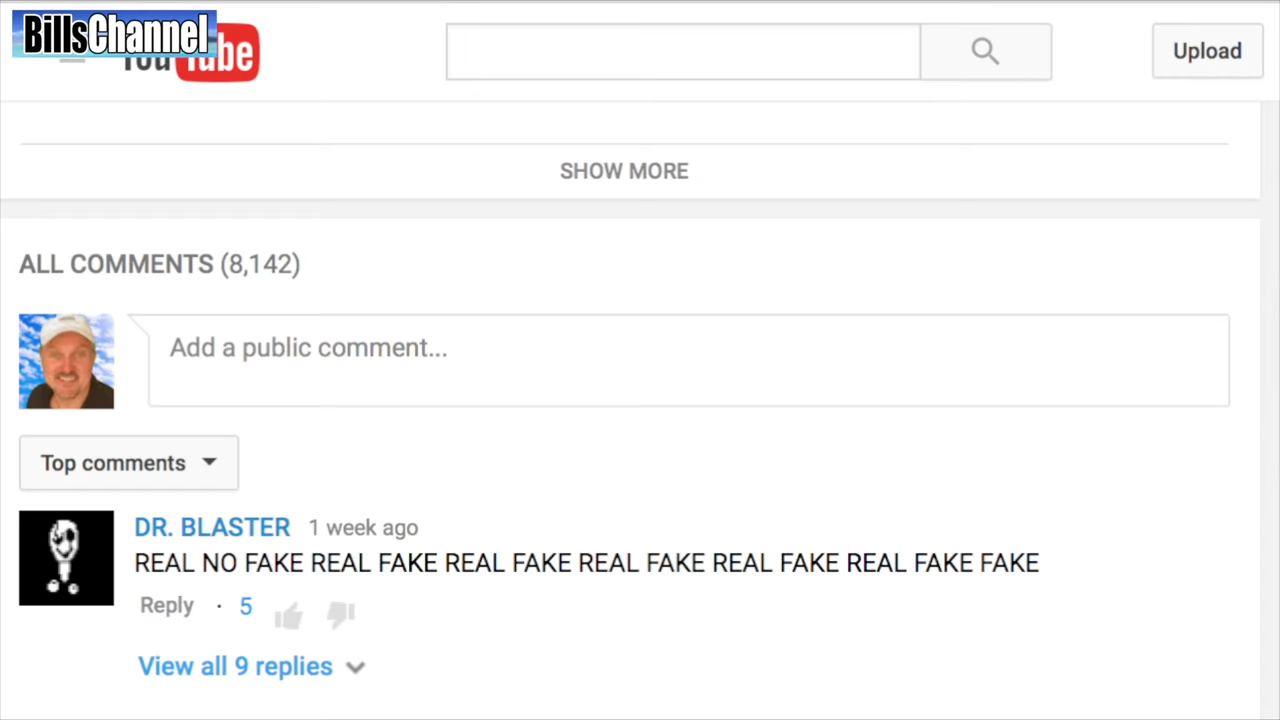 BillsChannel
YouTube
Upload
SHOW MORE
ALL COMMENTS (8,142)
Add a public comment...
Top comments
DR. BLASTER 1 week ago
REAL NO FAKE REAL FAKE REAL FAKE REAL FAKE REAL FAKE REAL FAKE FAKE
Reply · 5
View all 9 replies